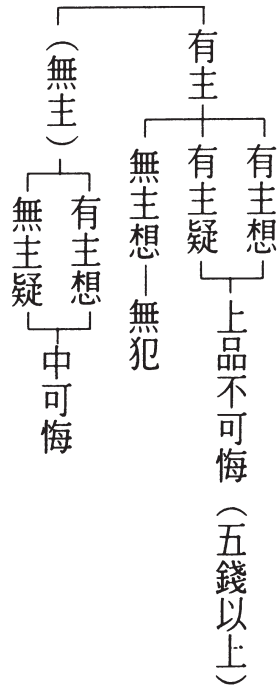 有主
有主想
有主疑
上品不可悔（五錢以上）
無主想—無犯
（無主）
有主想
無主疑
中可悔